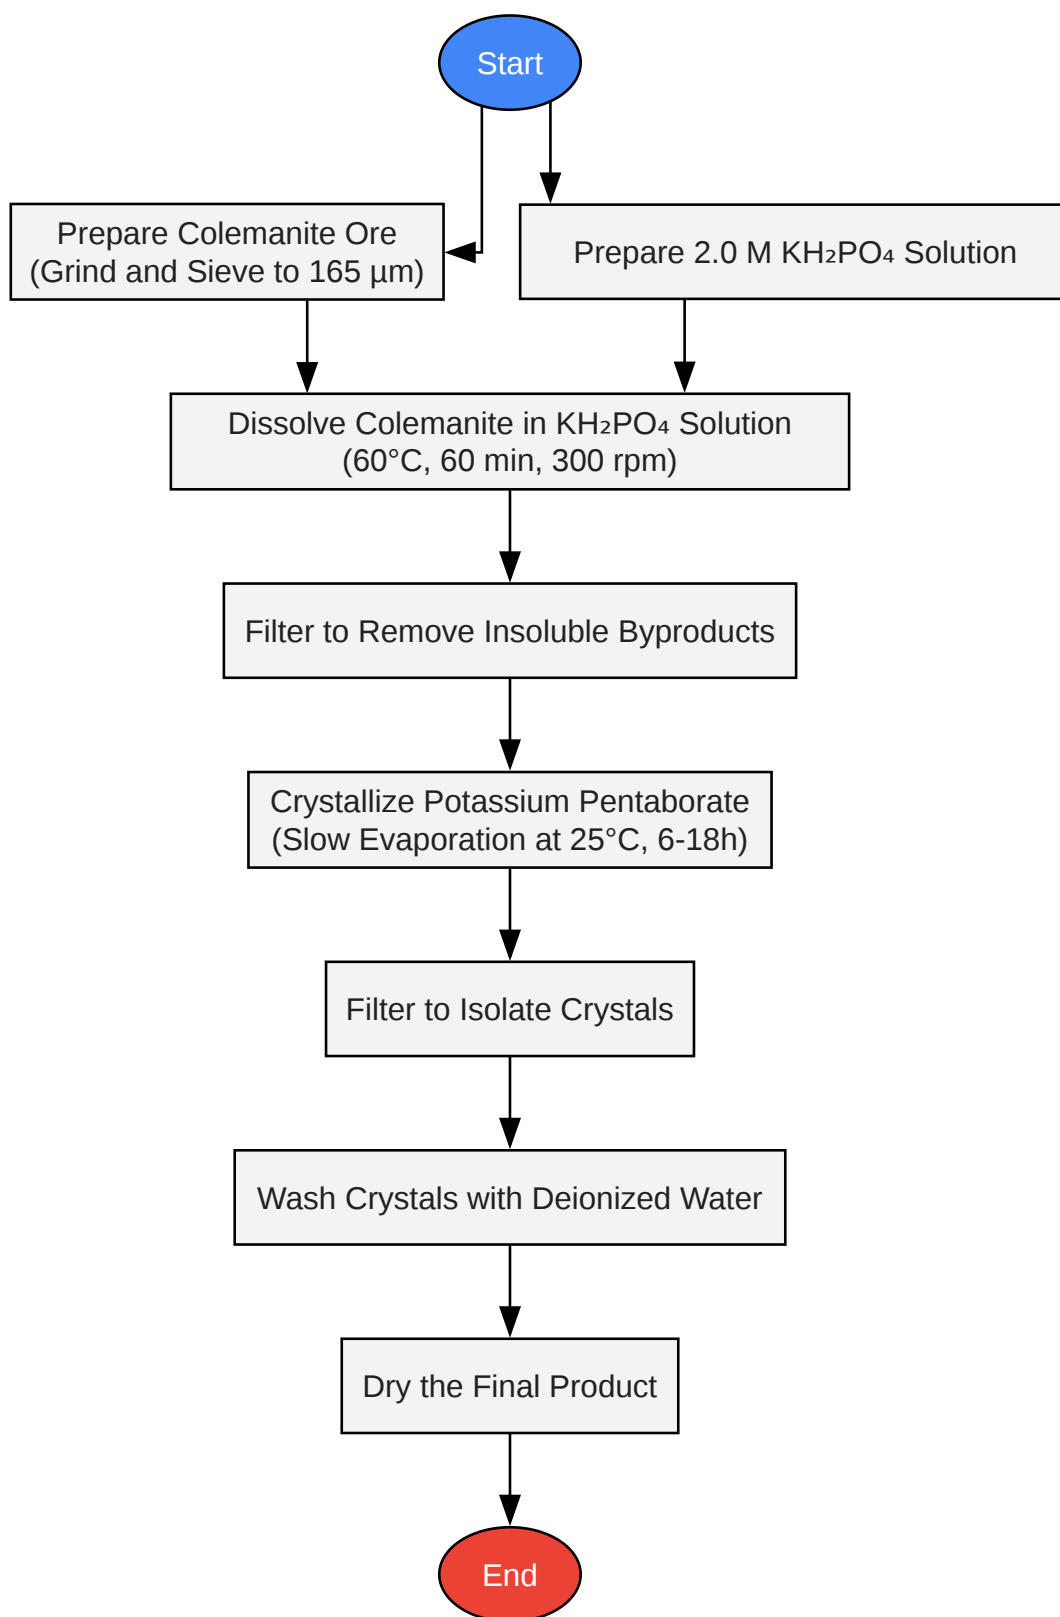 Start
Prepare Colemanite Ore
(Grind and Sieve to 165 µm)
Prepare 2.0 M KH₂PO₄ Solution
Dissolve Colemanite in KH₂PO₄ Solution
(60°C, 60 min, 300 rpm)
Filter to Remove Insoluble Byproducts
Crystallize Potassium Pentaborate
(Slow Evaporation at 25°C, 6-18h)
Filter to Isolate Crystals
Wash Crystals with Deionized Water
Dry the Final Product
End